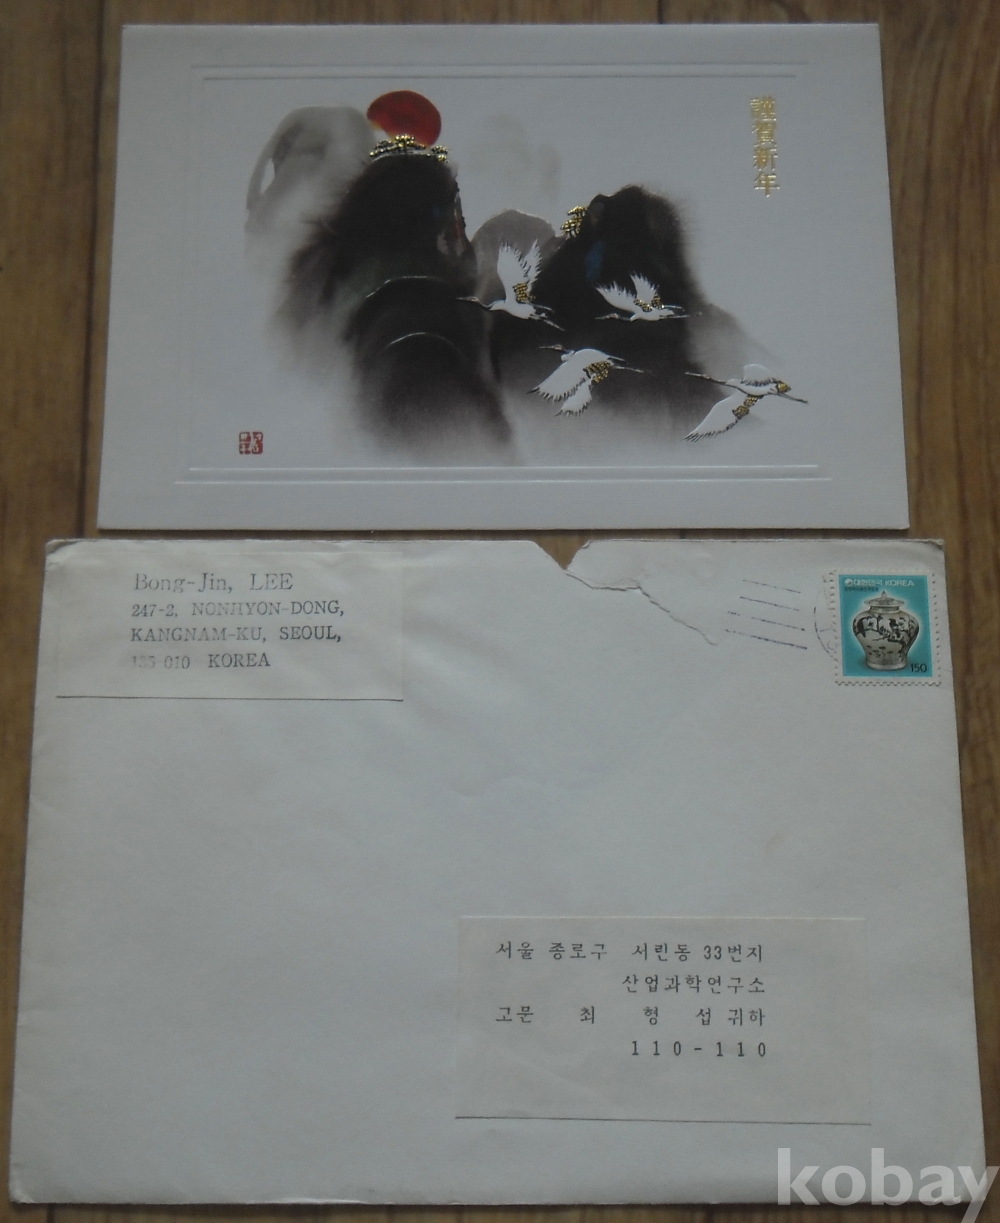 謹賀新年
Bong-Jin, LEE
247-2, NONHYON-DONG,
KANGNAM-KU, SEOUL,
135-010 KOREA
대한민국 KOREA
150
서울 종로구 서린동 33번지
산업과학연구소
고문 최 형 섭 귀하
110-110
kobay